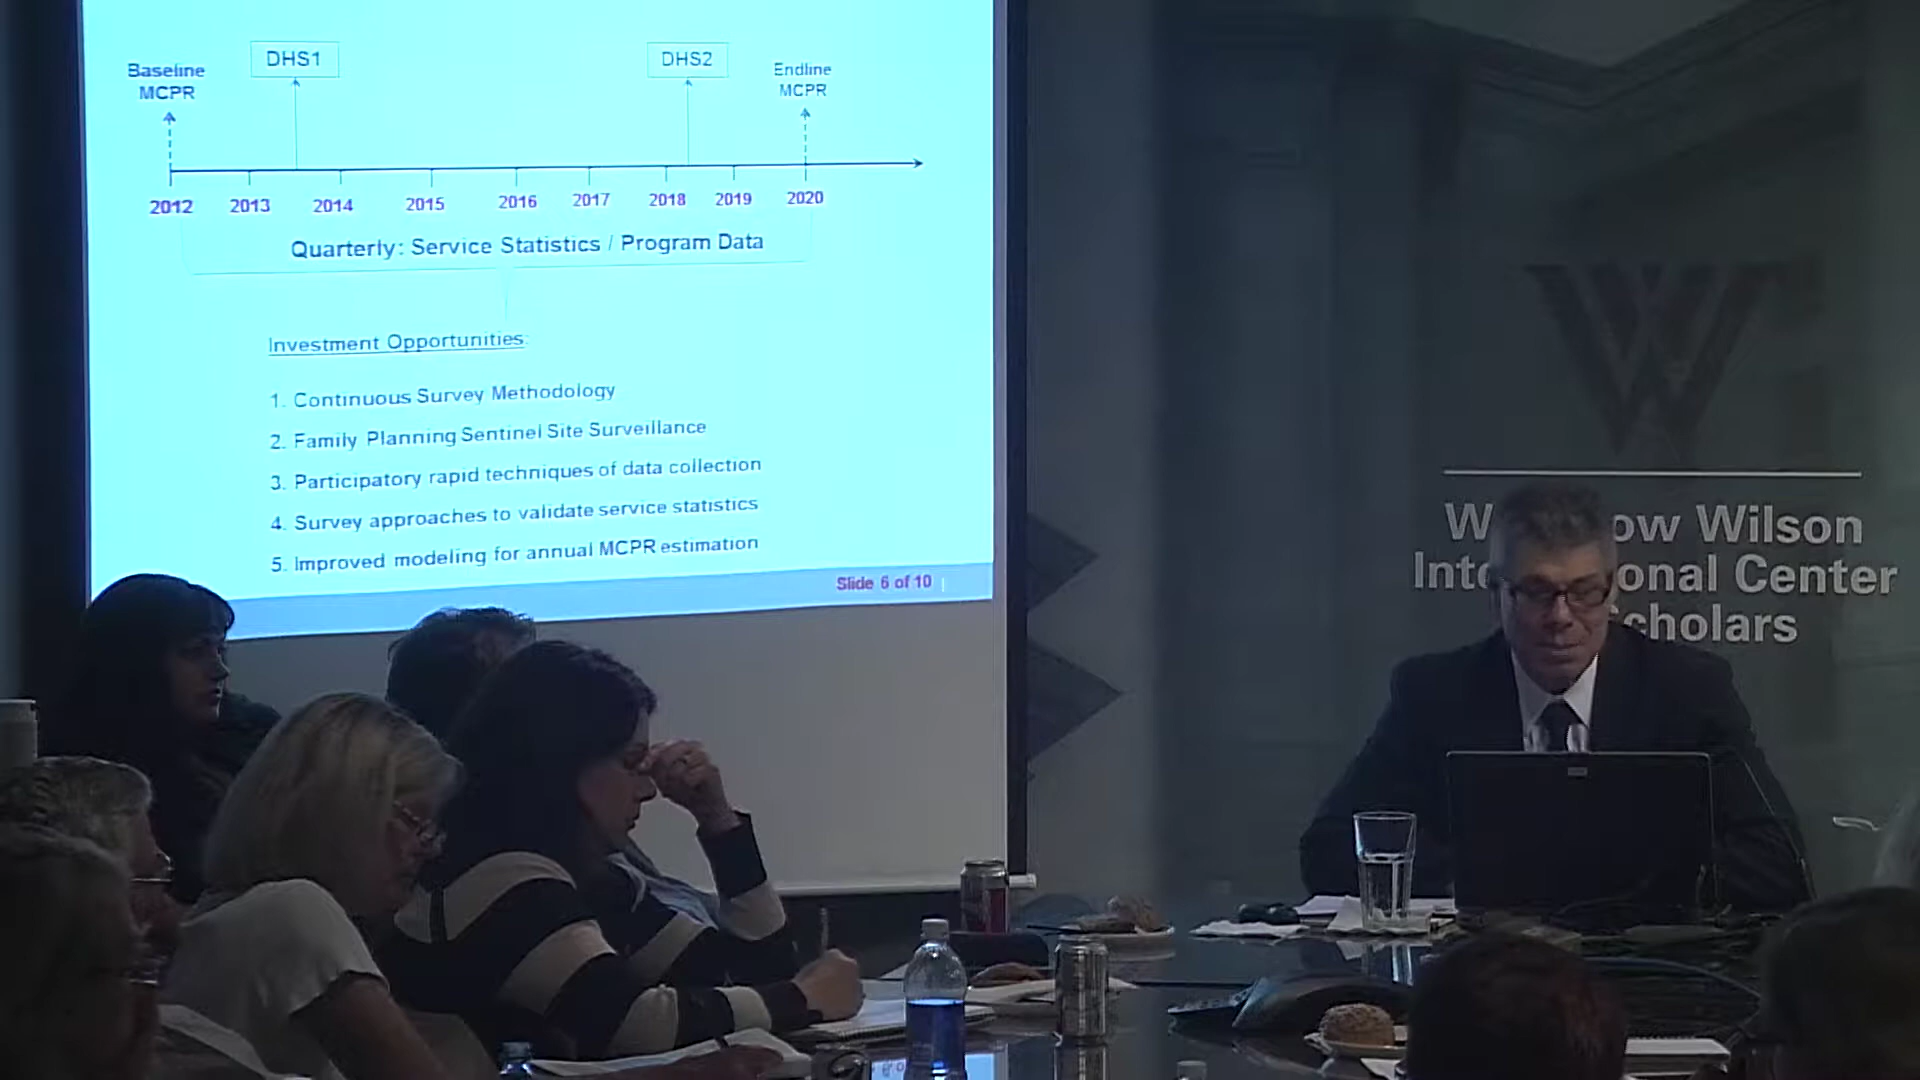 DHS1
DHS2
Baseline
MCPR
Endline
MCPR
2012 2013 2014 2015 2016 2017 2018 2019 2020
Quarterly: Service Statistics / Program Data
Investment Opportunities:
1. Continuous Survey Methodology
2. Family Planning Sentinel Site Surveillance
3. Participatory rapid techniques of data collection
4. Survey approaches to validate service statistics
5. Improved modeling for annual MCPR estimation
Slide 6 of 10
W
Wilson
Center